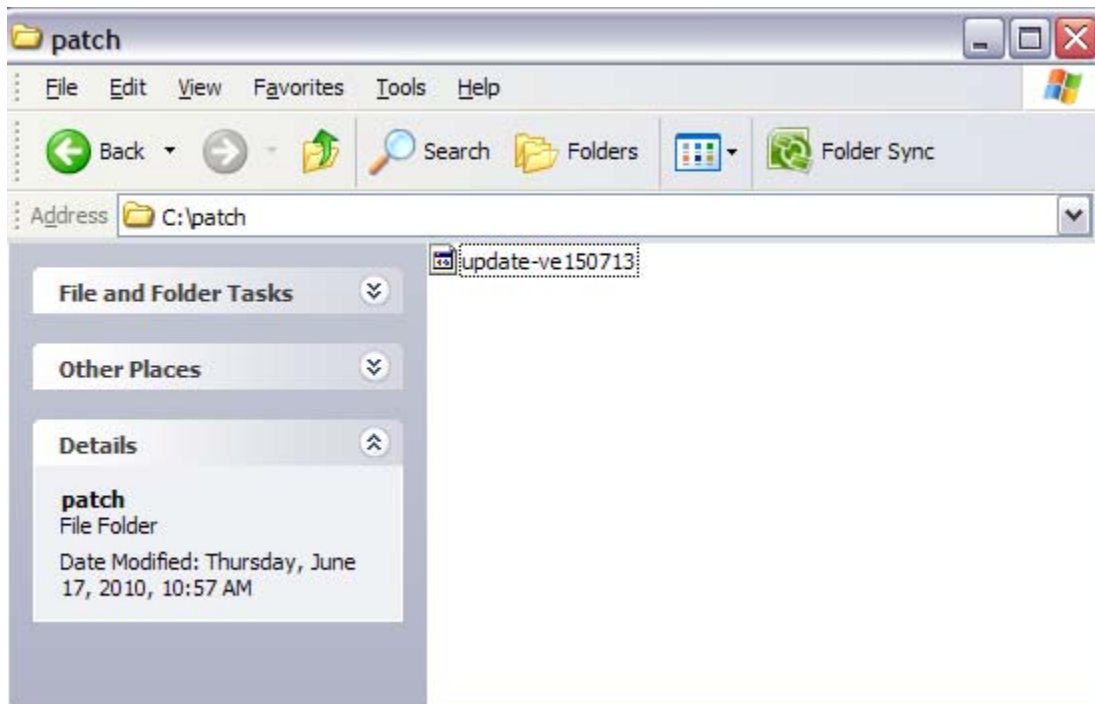 patch
File Edit View Favorites Tools Help
Back Search Folders Folder Sync
Address C:\patch
update-ve150713
File and Folder Tasks
Other Places
Details
patch
File Folder
Date Modified: Thursday, June
17, 2010, 10:57 AM